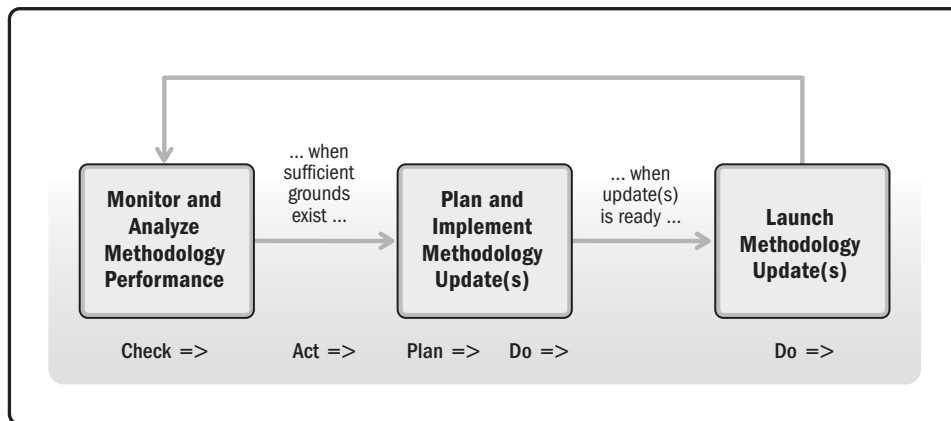 ... when
sufficient
grounds
exist ...
... when
update(s)
is ready ...
Monitor and
Analyze
Methodology
Performance
Plan and
Implement
Methodology
Update(s)
Launch
Methodology
Update(s)
Check =>
Act =>
Plan =>
Do =>
Do =>